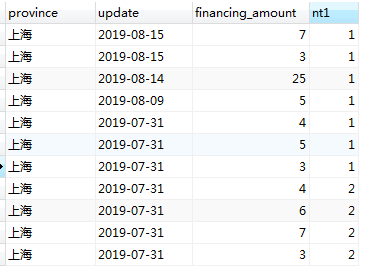 province update financing_amount nt1
上海 2019-08-15 7 1
上海 2019-08-15 3 1
上海 2019-08-14 25 1
上海 2019-08-09 5 1
上海 2019-07-31 4 1
上海 2019-07-31 5 1
上海 2019-07-31 3 1
上海 2019-07-31 4 2
上海 2019-07-31 6 2
上海 2019-07-31 7 2
上海 2019-07-31 3 2